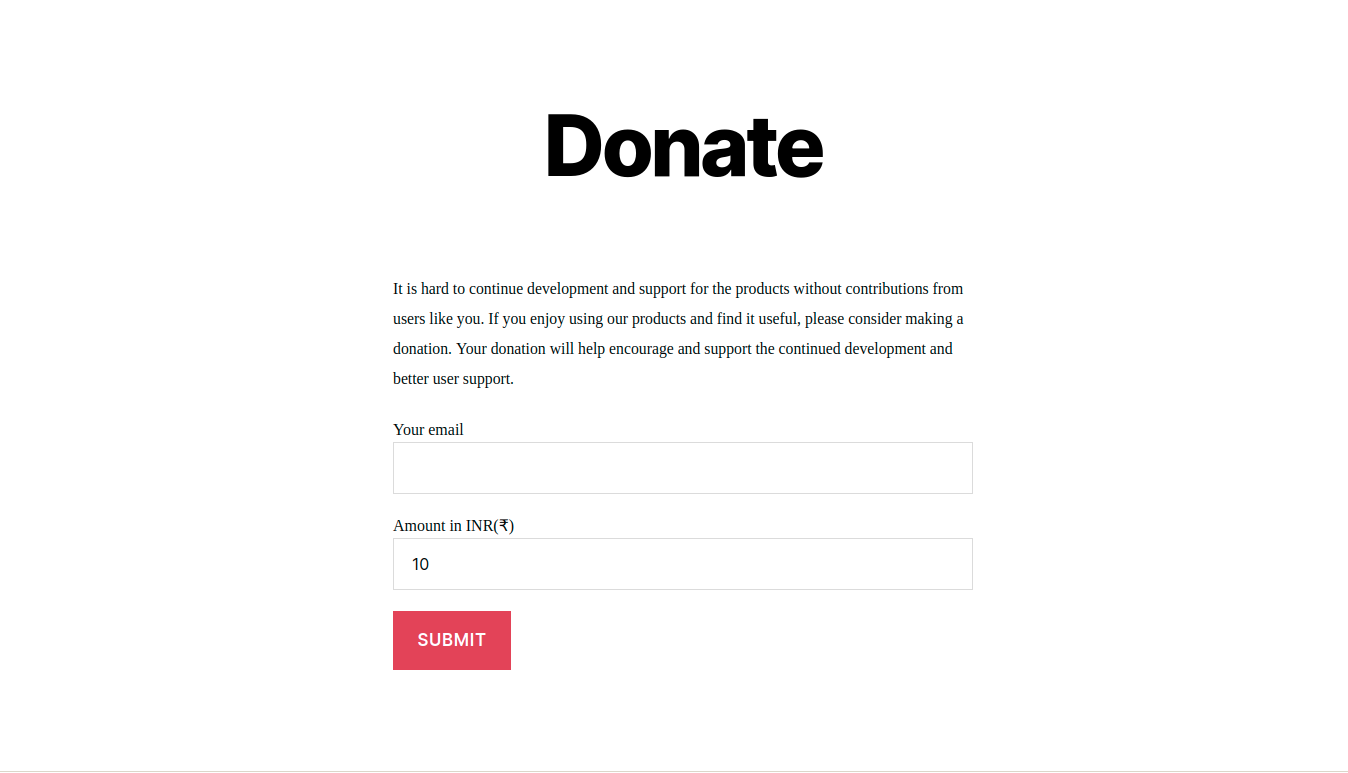 Donate
It is hard to continue development and support for the products without contributions from
users like you. If you enjoy using our products and find it useful, please consider making a
donation. Your donation will help encourage and support the continued development and
better user support.
Your email
Amount in INR(₹)
10
SUBMIT